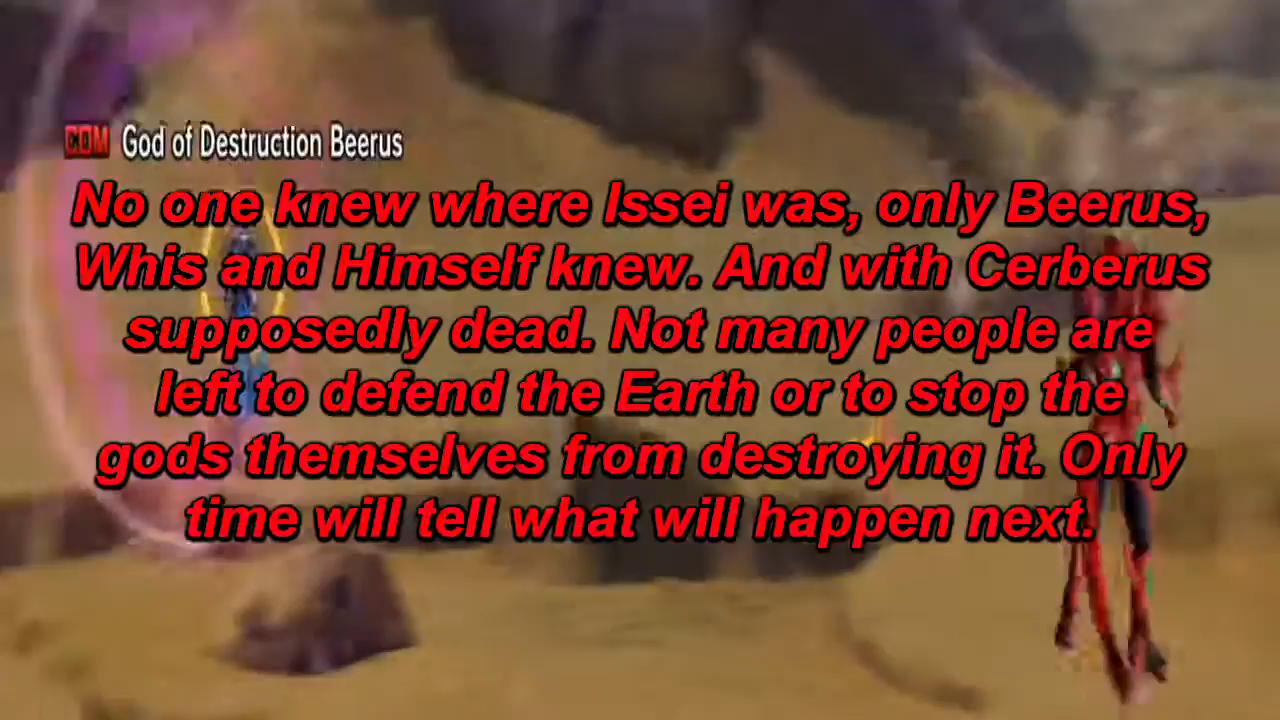 COM God of Destruction Beerus
No one knew where Issei was, only Beerus,
Whis and Himself knew. And with Cerberus
supposedly dead. Not many people are
left to defend the Earth or to stop the
gods themselves from destroying it. Only
time will tell what will happen next.